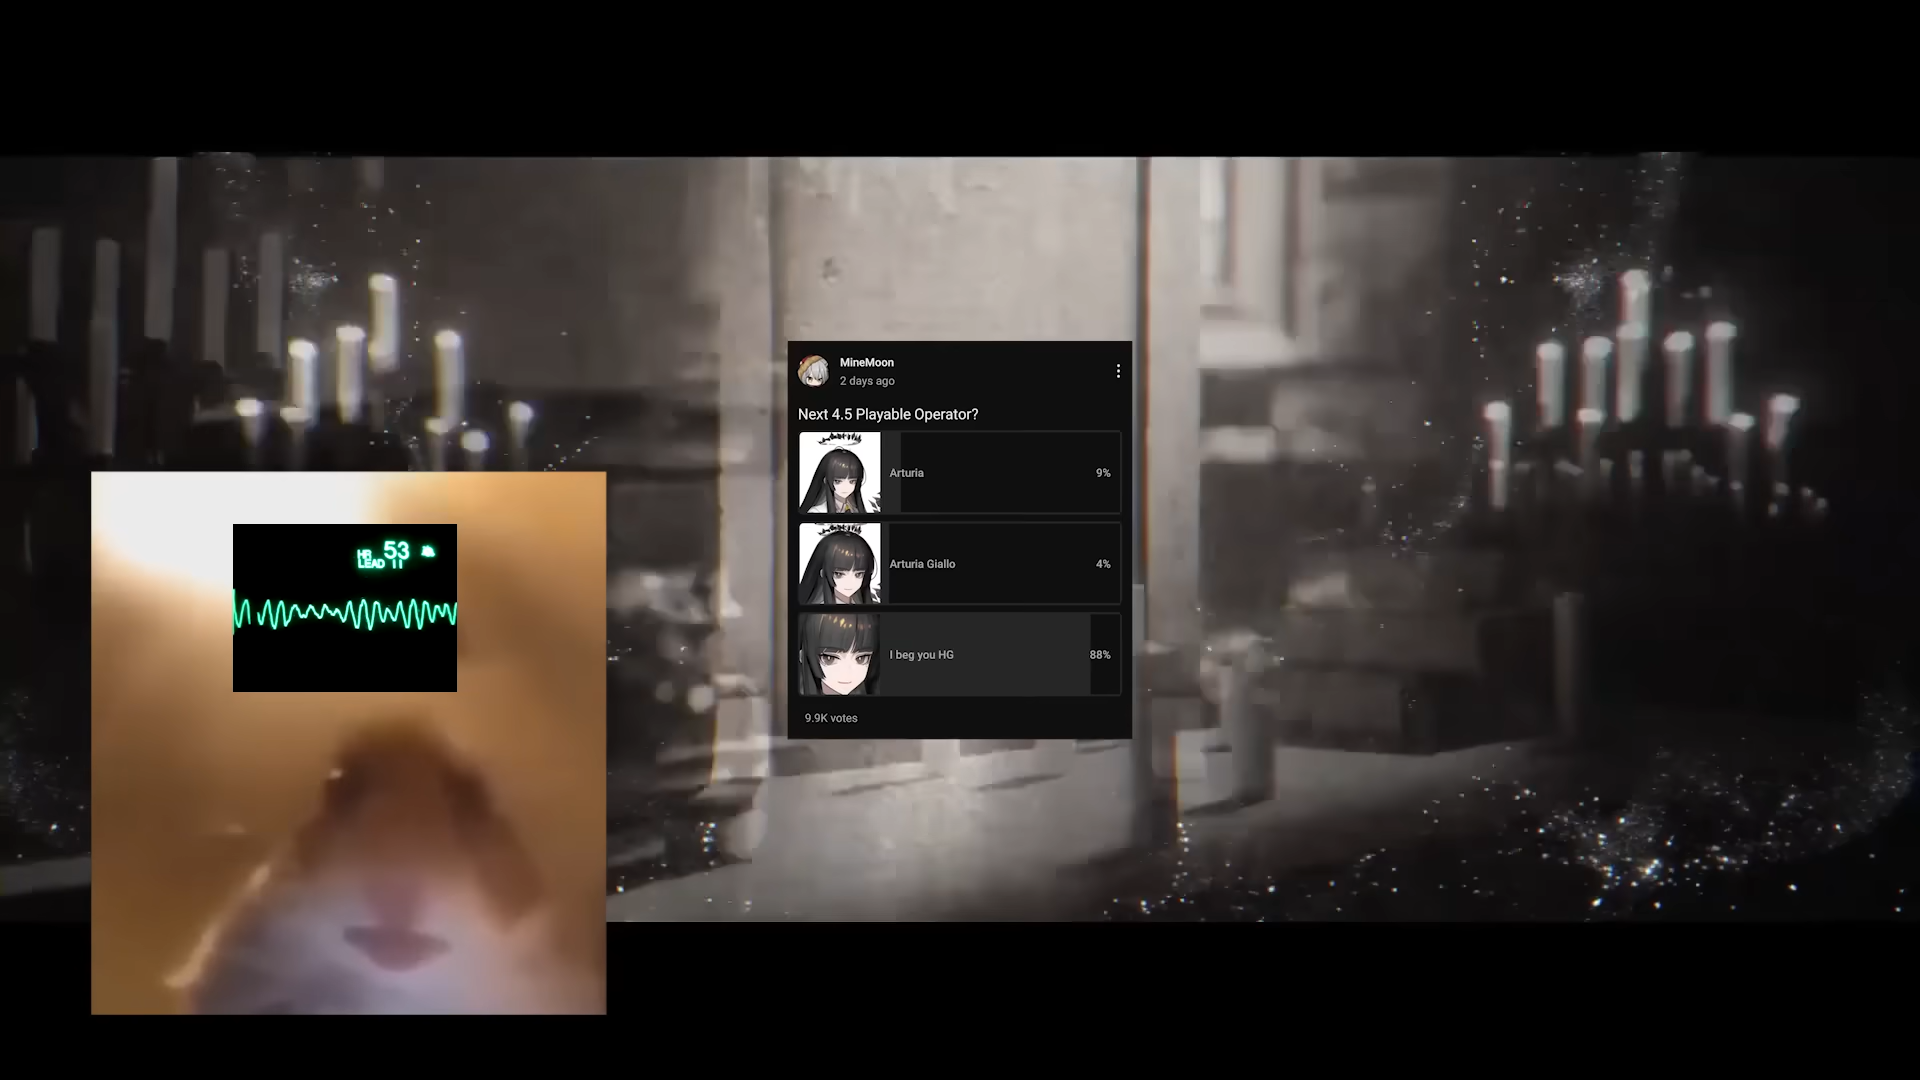 MineMoon
2 days ago
Next 4.5 Playable Operator?
Arturia 9%
Arturia Giallo 4%
I beg you HG 88%
9.9K votes
HR 53
LEAD II